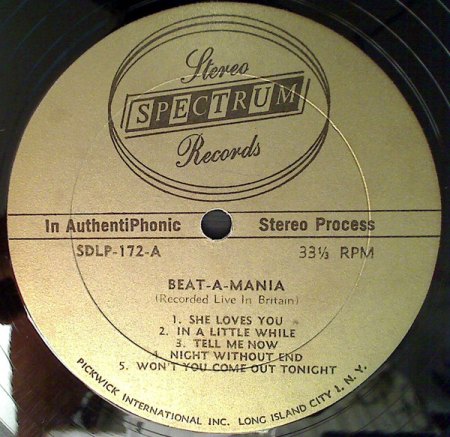 Stereo
SPECTRUM
Records
In AuthentiPhonic Stereo Process
SDLP-172-A 33⅓ RPM
BEAT-A-MANIA
(Recorded Live In Britain)
1. SHE LOVES YOU
2. IN A LITTLE WHILE
3. TELL ME NOW
4. NIGHT WITHOUT END
5. WON'T YOU COME OUT TONIGHT
PICKWICK INTERNATIONAL INC. LONG ISLAND CITY 1, N. Y.